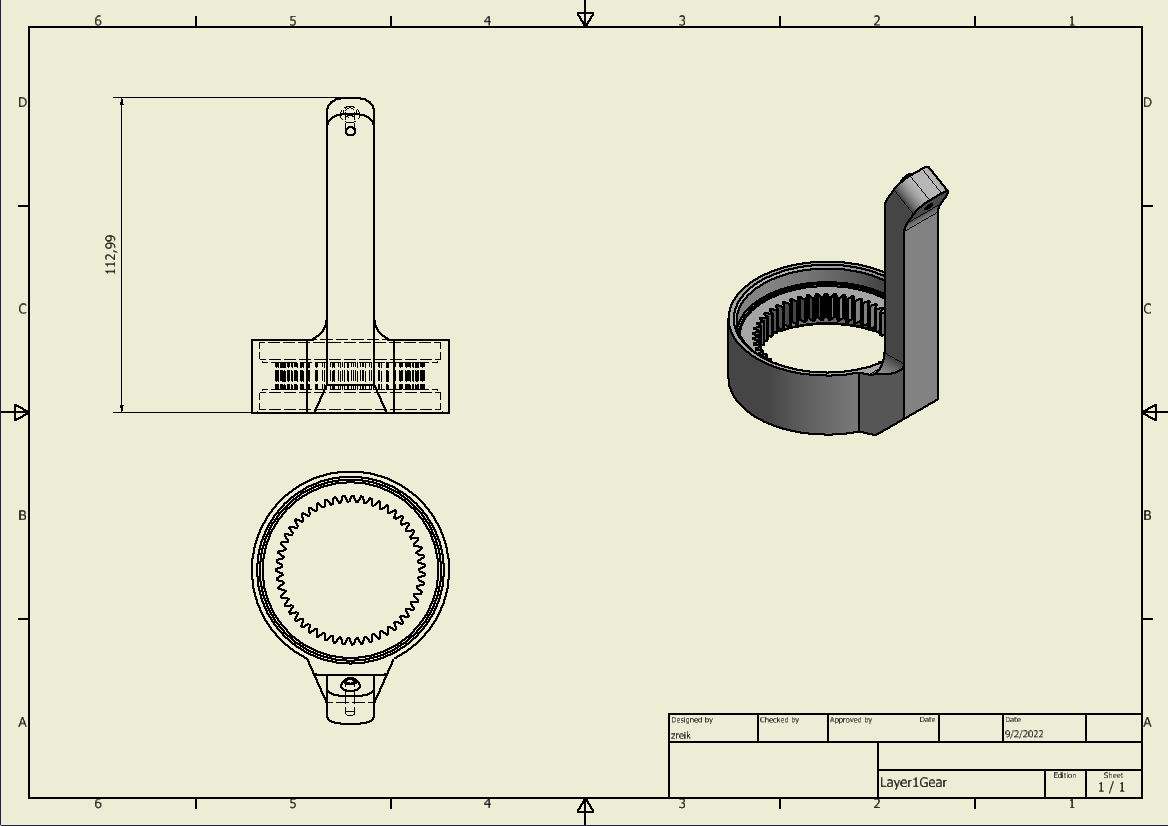 6 5 4 3 2 1
D D
112,99
C C
B B
A A
Designed by Checked by Approved by Date Date
zreik 9/2/2022
Layer1Gear Edition Sheet
1 / 1
6 5 4 3 2 1